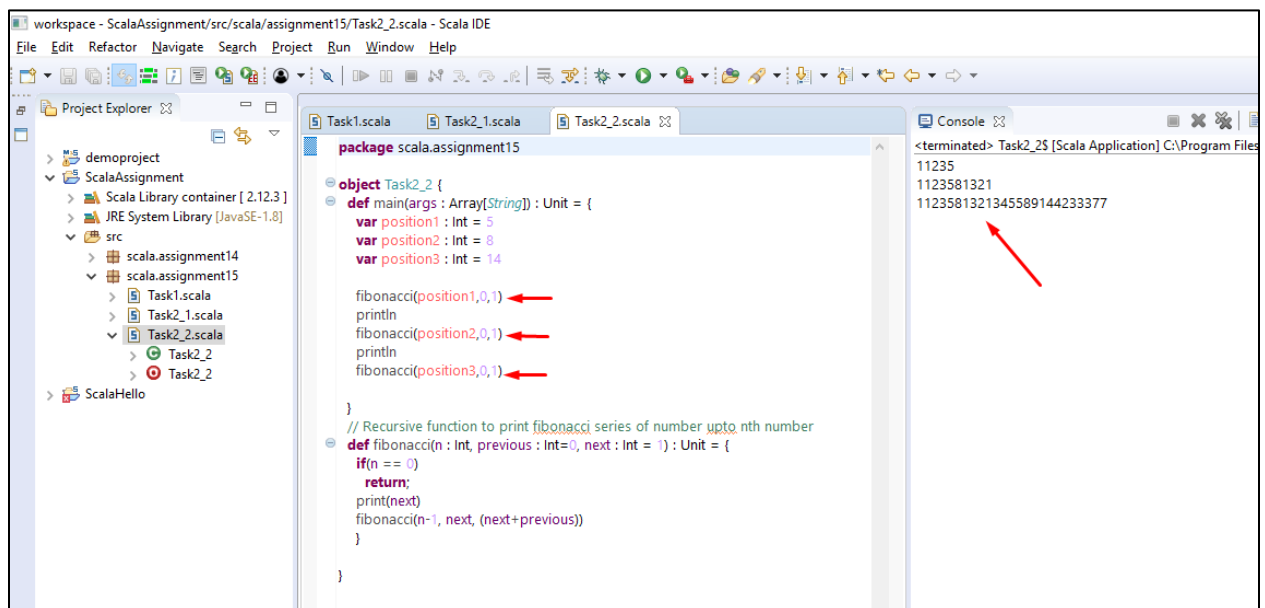 workspace - ScalaAssignment/src/scala/assignment15/Task2_2.scala - Scala IDE
File Edit Refactor Navigate Search Project Run Window Help
Project Explorer
demoproject
ScalaAssignment
Scala Library container [ 2.12.3 ]
JRE System Library [JavaSE-1.8]
src
scala.assignment14
scala.assignment15
Task1.scala
Task2_1.scala
Task2_2.scala
Task2_2
Task2_2
ScalaHello
Task1.scala Task2_1.scala Task2_2.scala
package scala.assignment15
object Task2_2 {
def main(args : Array[String]) : Unit = {
var position1 : Int = 5
var position2 : Int = 8
var position3 : Int = 14
fibonacci(position1,0,1)
println
fibonacci(position2,0,1)
println
fibonacci(position3,0,1)
}
// Recursive function to print fibonacci series of number upto nth number
def fibonacci(n : Int, previous : Int=0, next : Int = 1) : Unit = {
if(n == 0)
return;
print(next)
fibonacci(n-1, next, (next+previous))
}
}
Console
<terminated> Task2_2$ [Scala Application] C:\Program Files
11235
1123581321
1123581321345589144233377